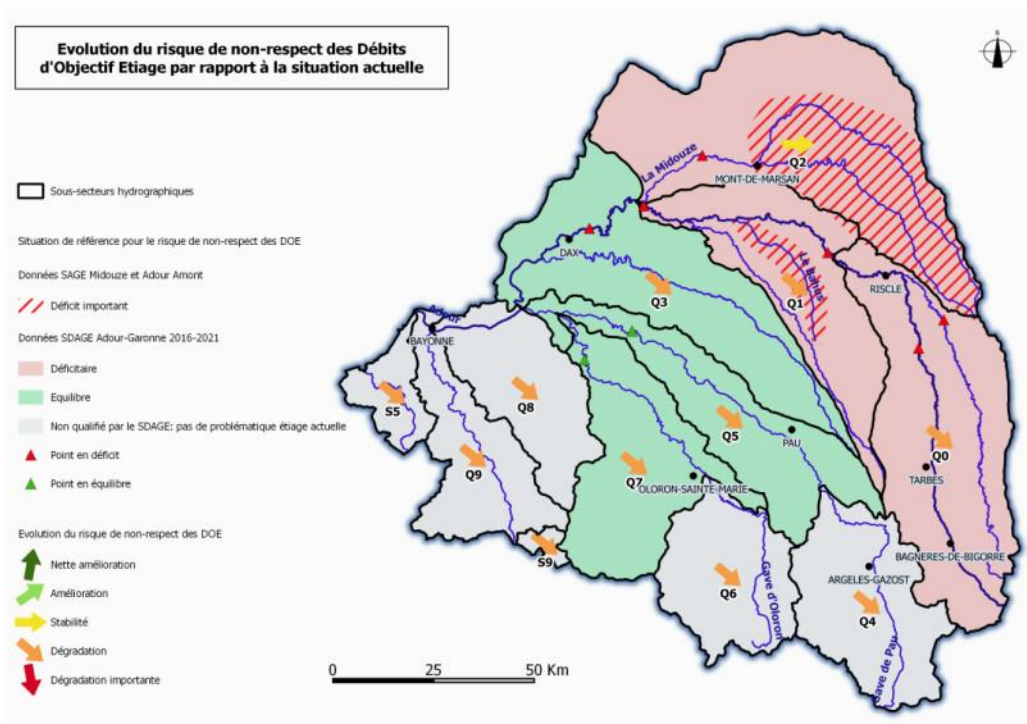 Evolution du risque de non-respect des Débits
d'Objectif Etiage par rapport à la situation actuelle
N
Sous-secteurs hydrographiques
Situation de référence pour le risque de non-respect des DOE
Données SAGE Midouze et Adour Amont
Déficit important
Données SDAGE Adour-Garonne 2016-2021
Déficitaire
Equilibre
Non qualifié par le SDAGE: pas de problématique étiage actuelle
Point en déficit
Point en équilibre
Evolution du risque de non-respect des DOE
Nette amélioration
Amélioration
Stabilité
Dégradation
Dégradation importante
La Midouze
Q2
MONT-DE-MARSAN
DAX
Le Bahus
RISCLE
Q3
Q1
Adour
BAYONNE
S5
Q8
Q5
PAU
Q0
Q9
Q7
OLORON-SAINTE-MARIE
TARBES
S9
BAGNERES-DE-BIGORRE
Q6
Gave d'Oloron
ARGELES-GAZOST
Q4
Gave de Pau
0 25 50 Km